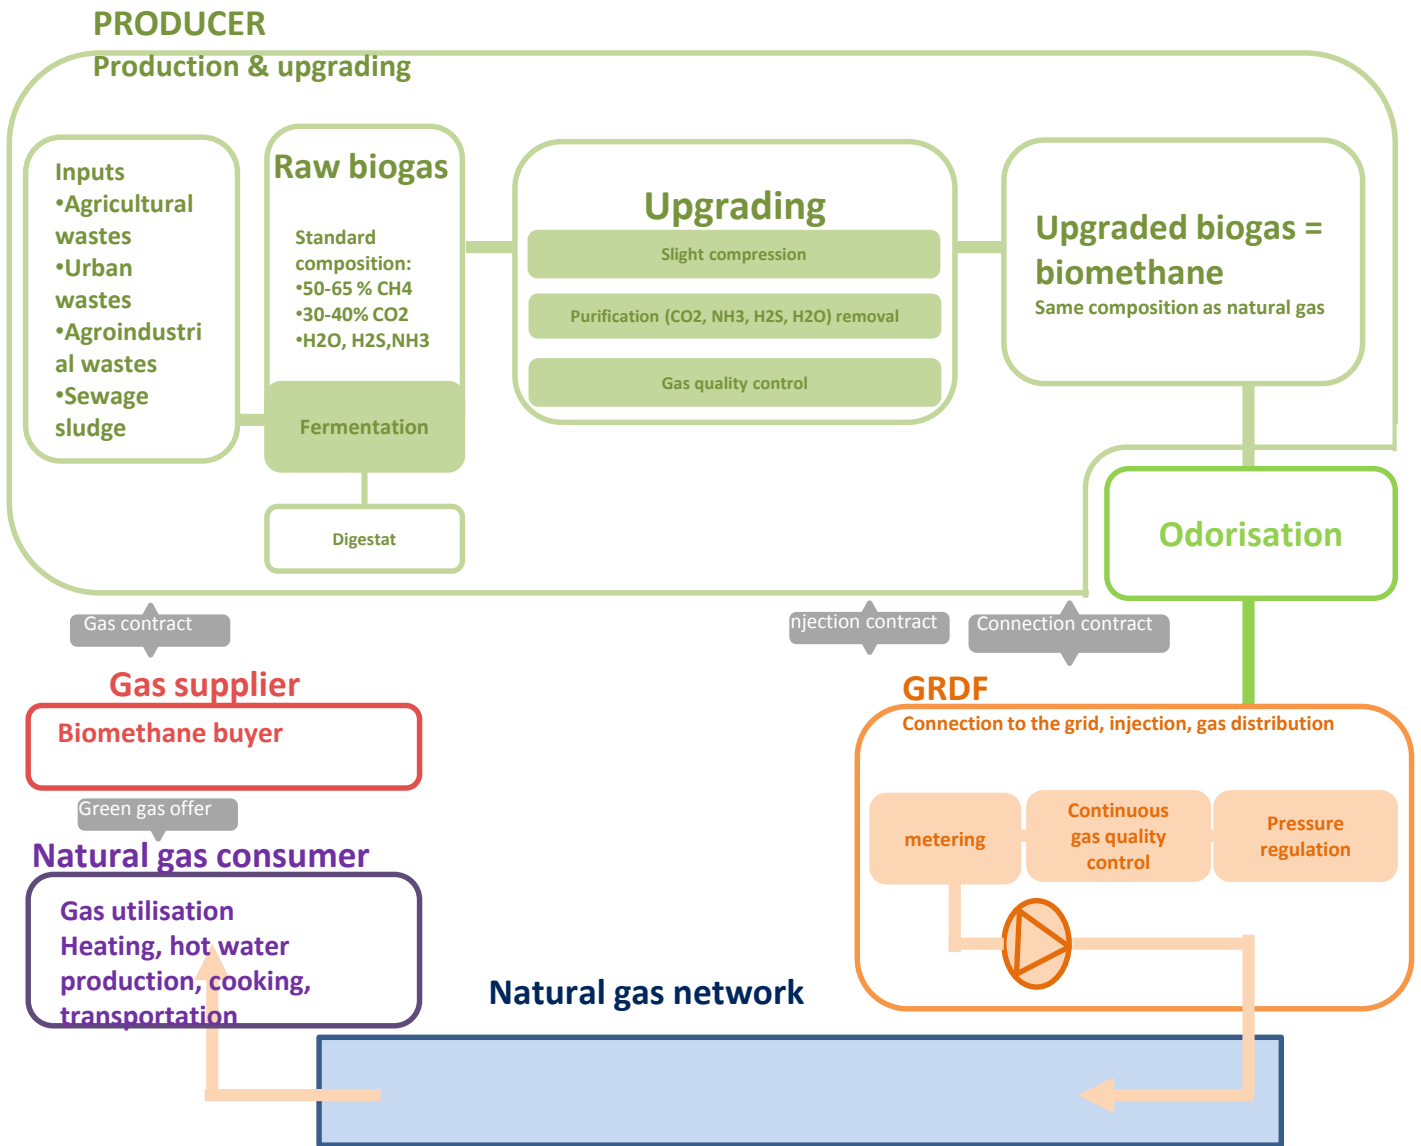 PRODUCER
Production & upgrading
Inputs
•Agricultural
wastes
•Urban
wastes
•Agroindustri
al wastes
•Sewage
sludge
Raw biogas
Standard
composition:
•50-65 % CH4
•30-40% CO2
•H2O, H2S,NH3
Fermentation
Digestat
Upgrading
Slight compression
Purification (CO2, NH3, H2S, H2O) removal
Gas quality control
Upgraded biogas =
biomethane
Same composition as natural gas
Odorisation
Gas contract
njection contract
Connection contract
Gas supplier
Biomethane buyer
Green gas offer
Natural gas consumer
Gas utilisation
Heating, hot water
production, cooking,
transportation
GRDF
Connection to the grid, injection, gas distribution
metering
Continuous
gas quality
control
Pressure
regulation
Natural gas network